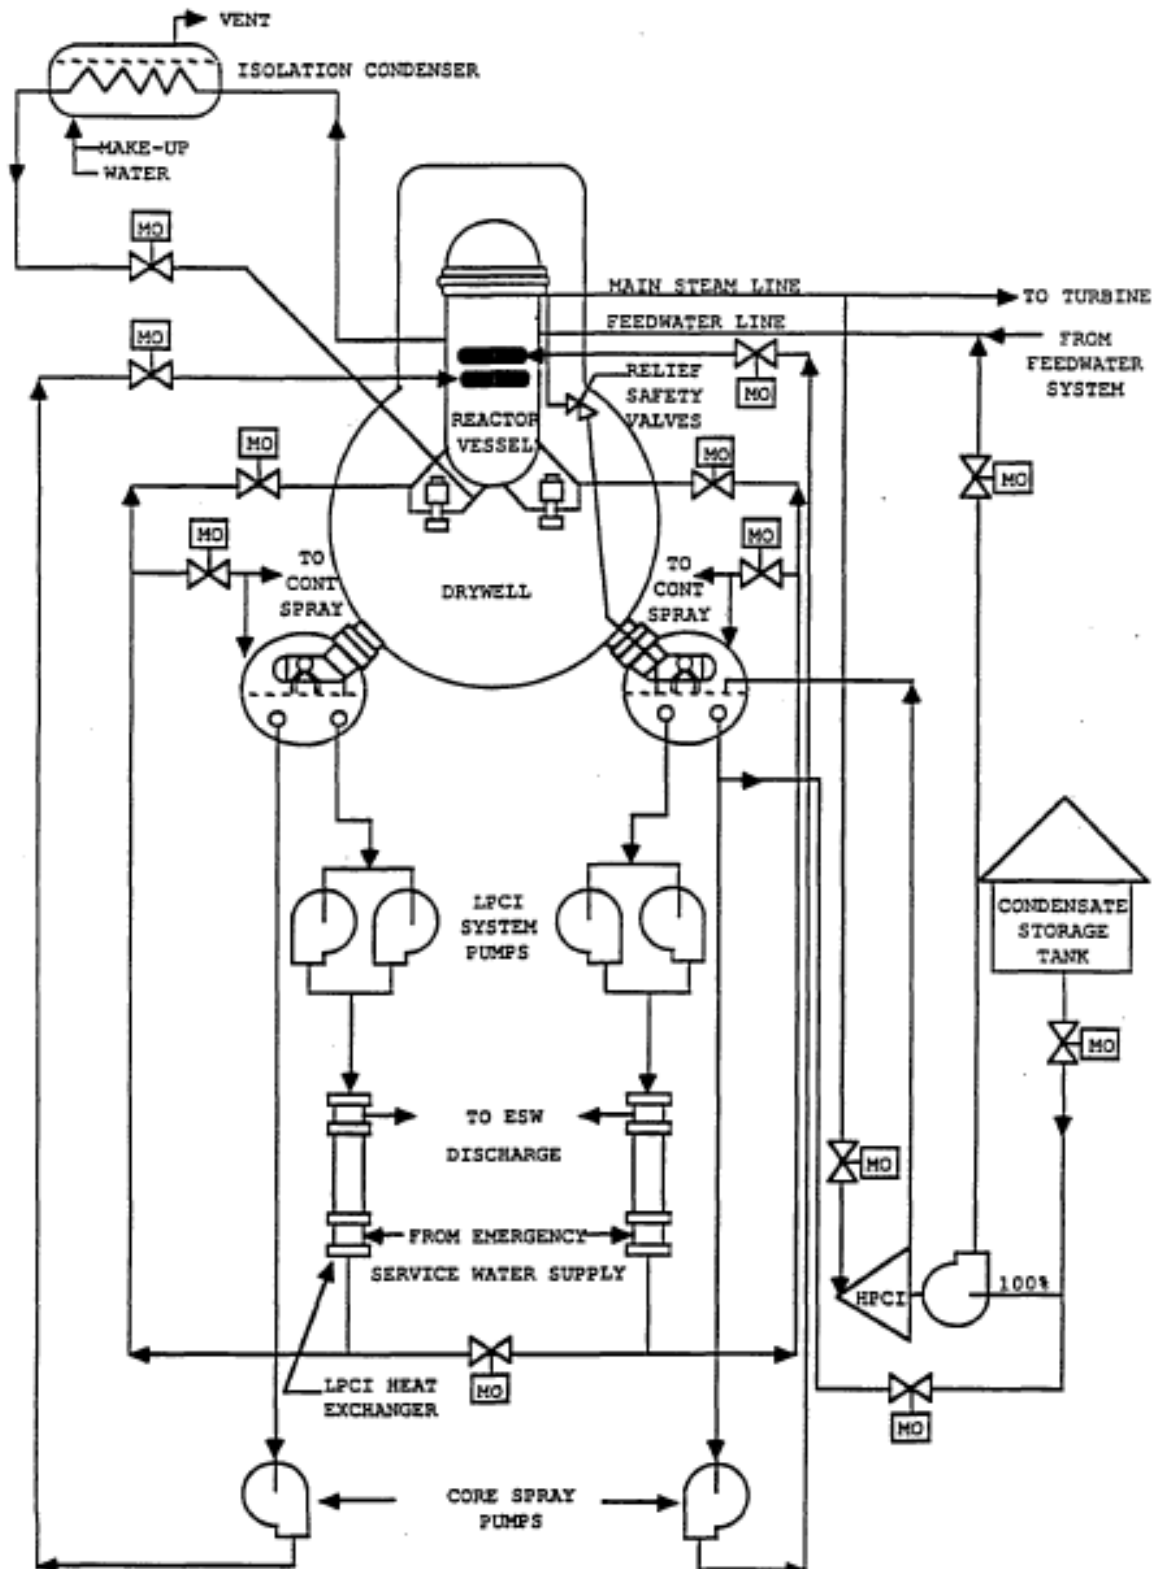 VENT
ISOLATION CONDENSER
MAKE-UP
WATER
MO
MAIN STEAM LINE
TO TURBINE
FEEDWATER LINE
FROM
FEEDWATER
SYSTEM
MO
MO
RELIEF
SAFETY
VALVES
REACTOR
VESSEL
MO
MO
MO
MO
MO
TO
CONT
SPRAY
DRYWELL
TO
CONT
SPRAY
LPCI
SYSTEM
PUMPS
CONDENSATE
STORAGE
TANK
MO
TO ESW
DISCHARGE
MO
FROM EMERGENCY
SERVICE WATER SUPPLY
HPCI
100%
LPCI HEAT
EXCHANGER
MO
MO
CORE SPRAY
PUMPS